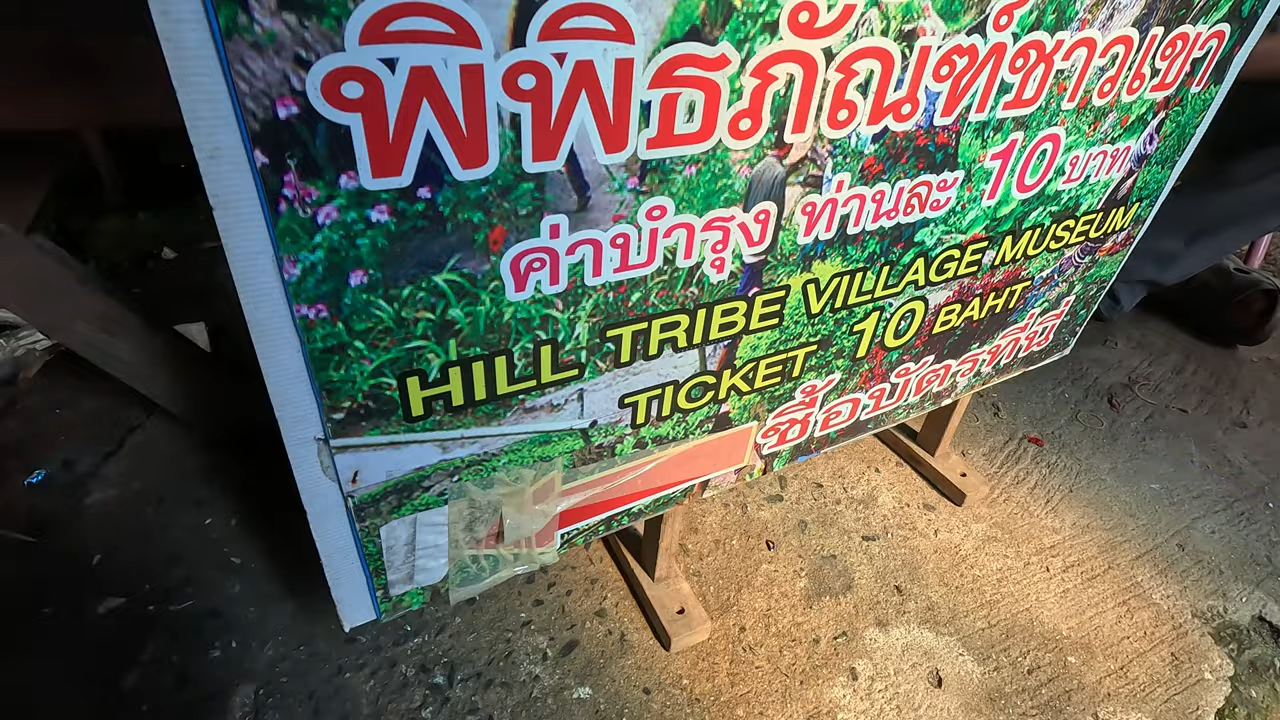 พิพิธภัณฑ์ชาวเขา
ค่าบำรุง ท่านละ 10 บาท
HILL TRIBE VILLAGE MUSEUM
TICKET 10 BAHT
ซื้อบัตรที่นี่